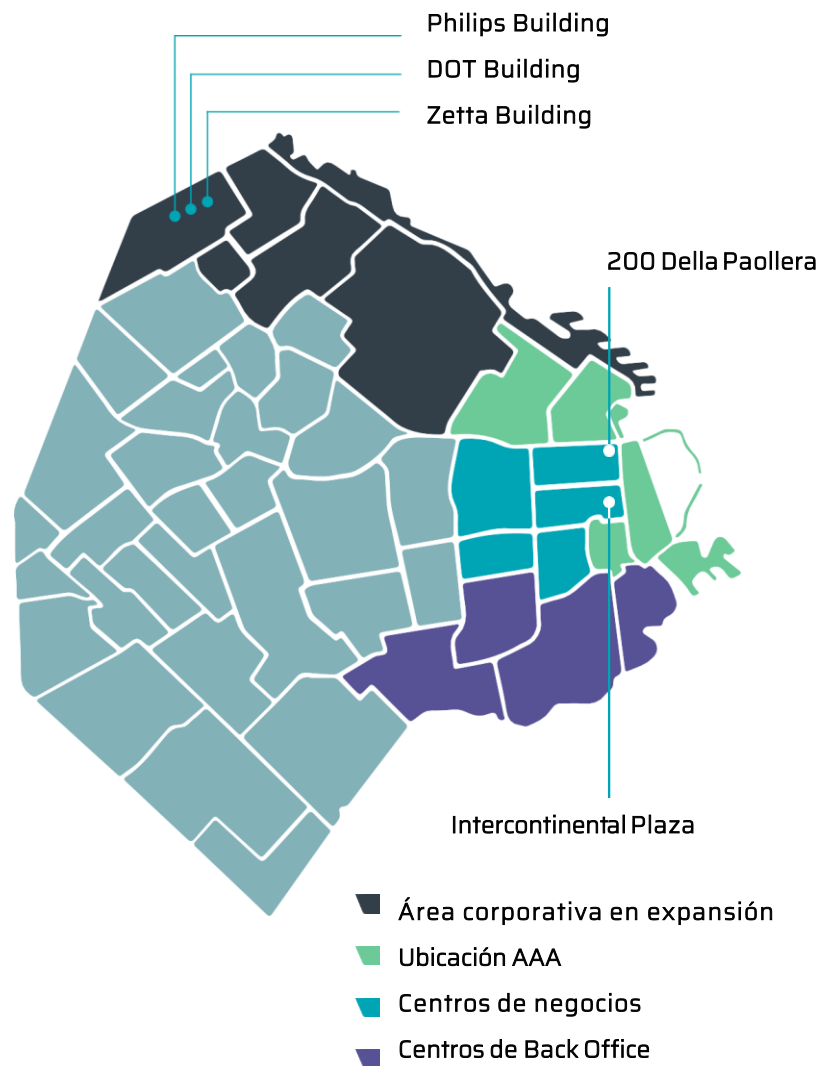 Philips Building
DOT Building
Zetta Building
200 Della Paollera
Intercontinental Plaza
Área corporativa en expansión
Ubicación AAA
Centros de negocios
Centros de Back Office